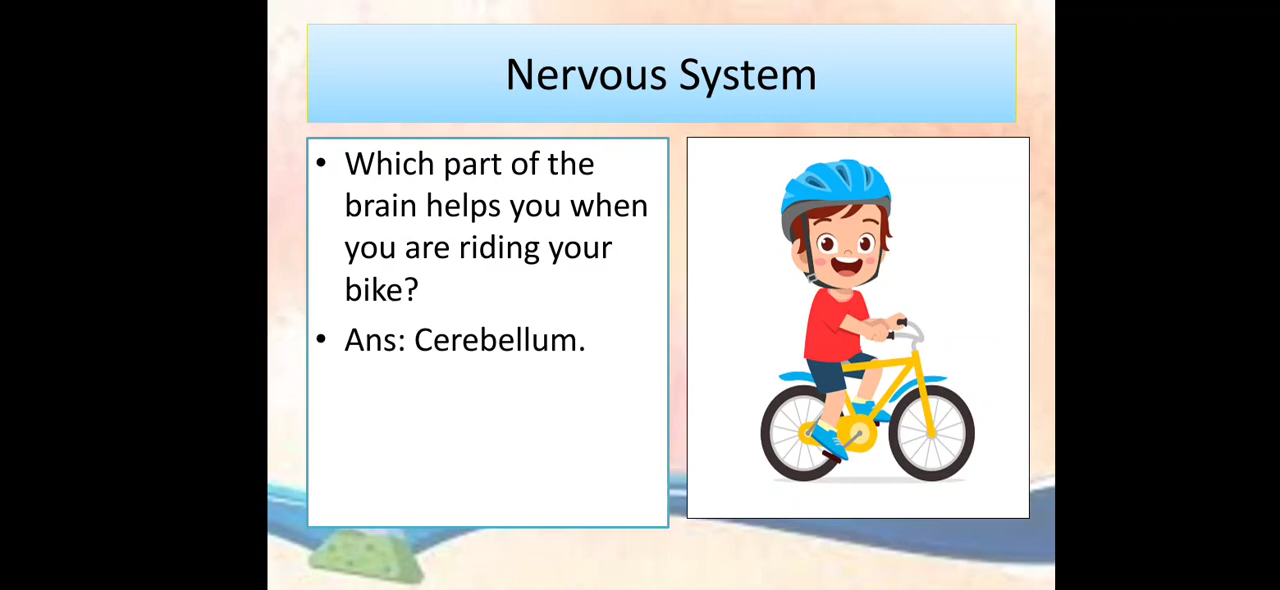 Nervous System
• Which part of the
brain helps you when
you are riding your
bike?
• Ans: Cerebellum.